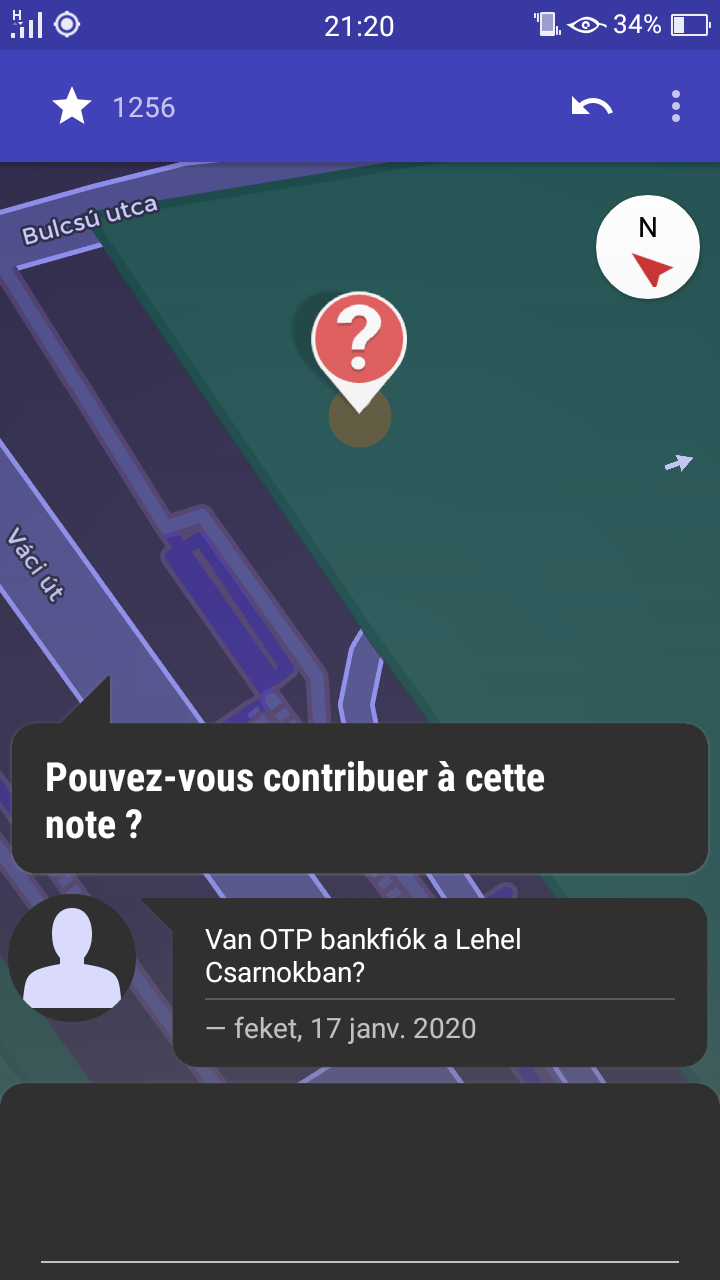 H
21:20
34%
1256
Bulcsú utca
N
?
Váci út
Pouvez-vous contribuer à cette
note ?
Van OTP bankfiók a Lehel
Csarnokban?
— feket, 17 janv. 2020